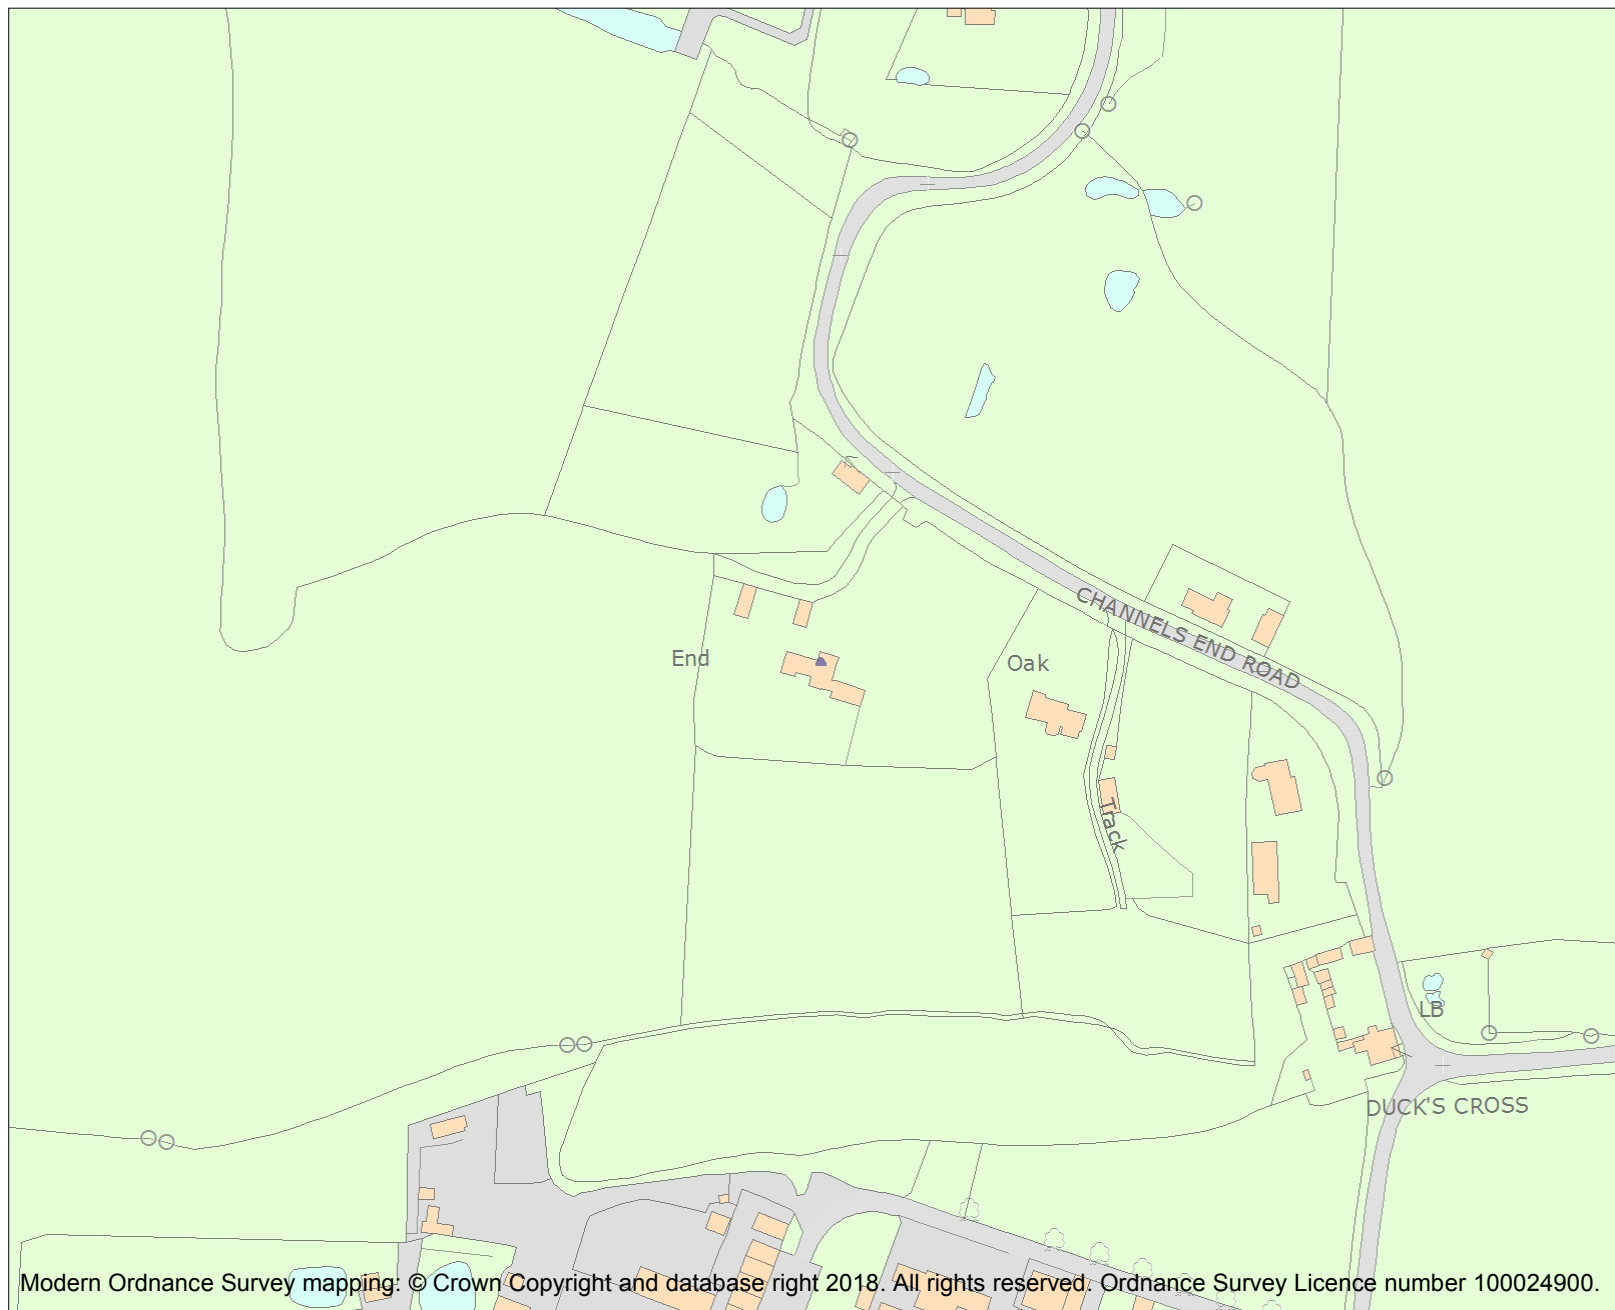 CHANNELS END ROAD
End
Oak
Track
LB
DUCK'S CROSS
Modern Ordnance Survey mapping: © Crown Copyright and database right 2018. All rights reserved. Ordnance Survey Licence number 100024900.